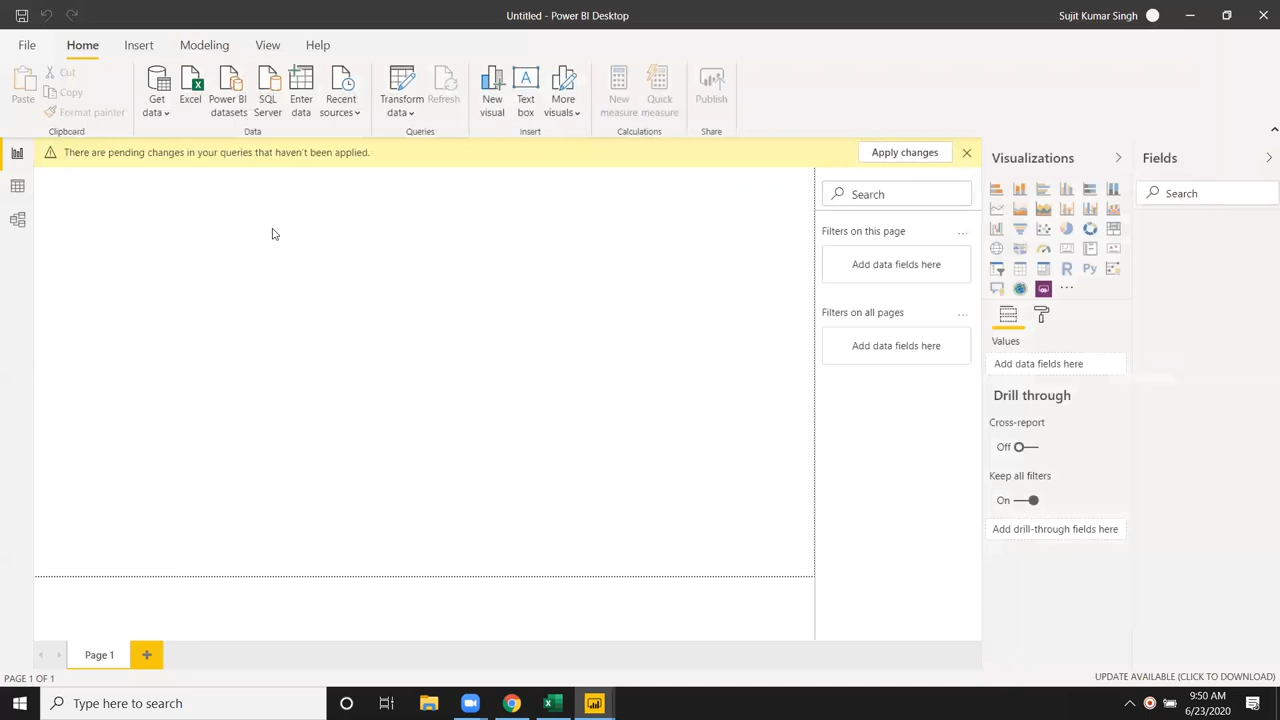 Untitled - Power BI Desktop
Sujit Kumar Singh
File Home Insert Modeling View Help
Paste
Cut
Copy
Format painter
Clipboard
Get data
Excel
Power BI datasets
SQL Server
Enter data
Recent sources
Data
Transform data
Refresh
Queries
New visual
Text box
More visuals
Insert
New measure
Quick measure
Calculations
Publish
Share
There are pending changes in your queries that haven't been applied.
Apply changes
Search
Filters on this page
...
Add data fields here
Filters on all pages
...
Add data fields here
Visualizations
R Py
...
Values
Add data fields here
Drill through
Cross-report
Off
Keep all filters
On
Add drill-through fields here
Fields
Search
Page 1
PAGE 1 OF 1
UPDATE AVAILABLE (CLICK TO DOWNLOAD)
Type here to search
9:50 AM
6/23/2020